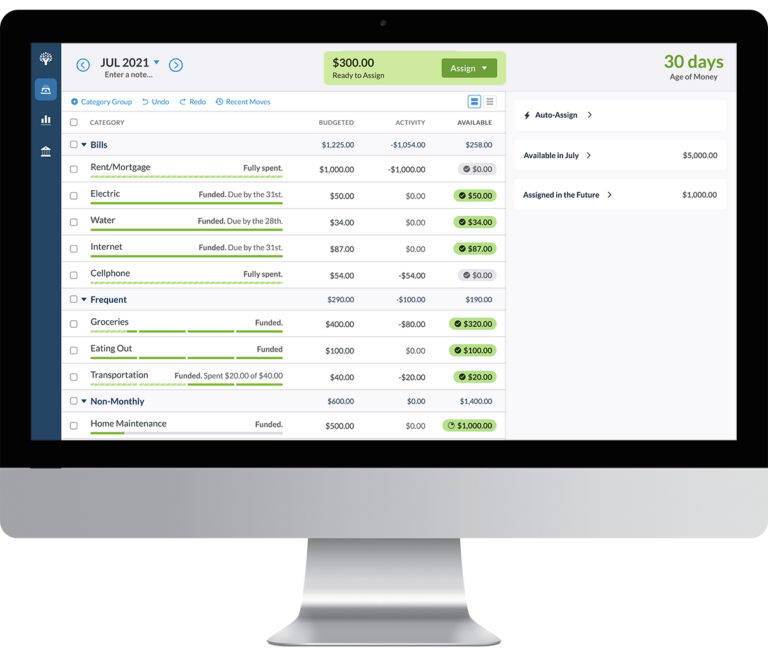 JUL 2021
Enter a note...
$300.00
Ready to Assign
Assign
30 days
Age of Money
Category Group Undo Redo Recent Moves
CATEGORY BUDGETED ACTIVITY AVAILABLE
Bills $1,225.00 -$1,054.00 $258.00
Rent/Mortgage Fully spent. $1,000.00 -$1,000.00 $0.00
Electric Funded. Due by the 31st. $50.00 $0.00 $50.00
Water Funded. Due by the 28th. $34.00 $0.00 $34.00
Internet Funded. Due by the 31st. $87.00 $0.00 $87.00
Cellphone Fully spent. $54.00 -$54.00 $0.00
Frequent $290.00 -$100.00 $190.00
Groceries Funded. $400.00 -$80.00 $320.00
Eating Out Funded $100.00 $0.00 $100.00
Transportation Funded. Spent $20.00 of $40.00 $40.00 -$20.00 $20.00
Non-Monthly $600.00 $0.00 $1,400.00
Home Maintenance Funded. $500.00 $0.00 $1,000.00
Auto-Assign
Available in July $5,000.00
Assigned in the Future $1,000.00